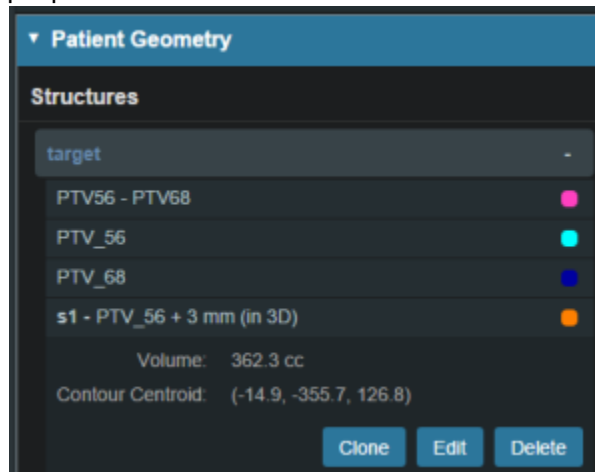 Patient Geometry
Structures
target -
PTV56 - PTV68
PTV_56
PTV_68
s1 - PTV_56 + 3 mm (in 3D)
Volume: 362.3 cc
Contour Centroid: (-14.9, -355.7, 126.8)
Clone Edit Delete